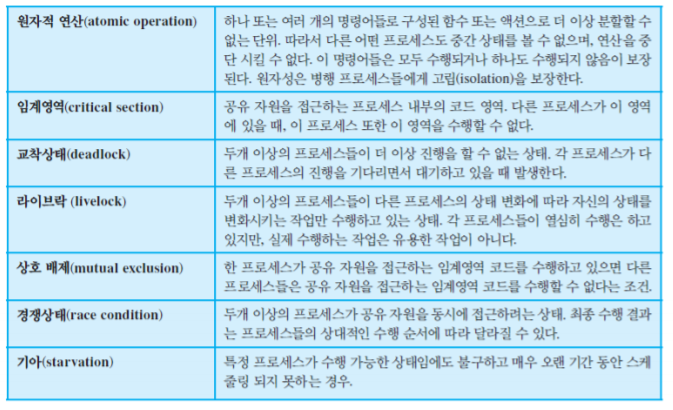 원자적 연산(atomic operation)
하나 또는 여러 개의 명령어들로 구성된 함수 또는 액션으로 더 이상 분할할 수
없는 단위. 따라서 다른 어떤 프로세스도 중간 상태를 볼 수 없으며, 연산을 중
단 시킬 수 없다. 이 명령어들은 모두 수행되거나 하나도 수행되지 않음이 보장
된다. 원자성은 병행 프로세스들에게 고립(isolation)을 보장한다.
임계영역(critical section)
공유 자원을 접근하는 프로세스 내부의 코드 영역. 다른 프로세스가 이 영역
에 있을 때, 이 프로세스 또한 이 영역을 수행할 수 없다.
교착상태(deadlock)
두개 이상의 프로세스들이 더 이상 진행을 할 수 없는 상태. 각 프로세스가 다
른 프로세스의 진행을 기다리면서 대기하고 있을 때 발생한다.
라이브락 (livelock)
두개 이상의 프로세스들이 다른 프로세스의 상태 변화에 따라 자신의 상태를
변화시키는 작업만 수행하고 있는 상태. 각 프로세스들이 열심히 수행은 하고
있지만, 실제 수행하는 작업은 유용한 작업이 아니다.
상호 배제(mutual exclusion)
한 프로세스가 공유 자원을 접근하는 임계영역 코드를 수행하고 있으면 다른
프로세스들은 공유 자원을 접근하는 임계영역 코드를 수행할 수 없다는 조건.
경쟁상태(race condition)
두개 이상의 프로세스가 공유 자원을 동시에 접근하려는 상태. 최종 수행 결과
는 프로세스들의 상대적인 수행 순서에 따라 달라질 수 있다.
기아(starvation)
특정 프로세스가 수행 가능한 상태임에도 불구하고 매우 오랜 기간 동안 스케
줄링 되지 못하는 경우.